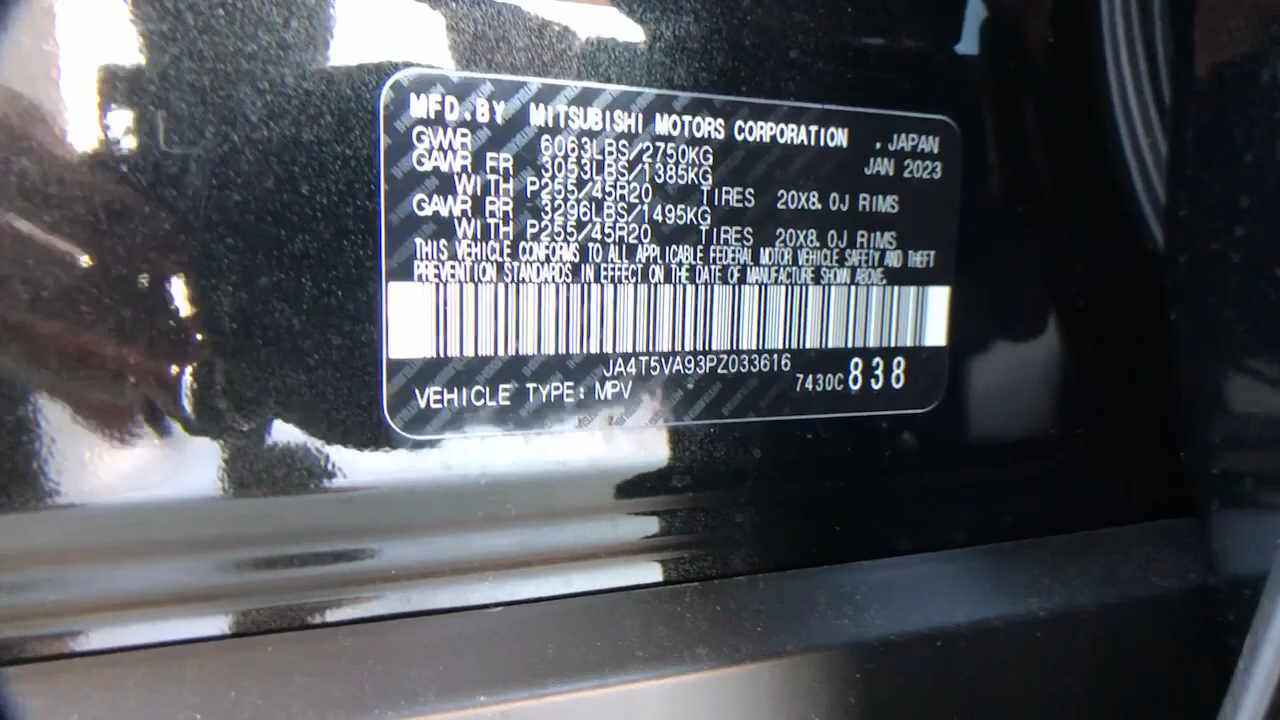 MFD.BY MITSUBISHI MOTORS CORPORATION , JAPAN
GVWR 6063LBS/2750KG JAN 2023
GAWR FR 3053LBS/1385KG
WITH P255/45R20 TIRES 20X8.0J RIMS
GAWR RR 3296LBS/1495KG
WITH P255/45R20 TIRES 20X8.0J RIMS
THIS VEHICLE CONFORMS TO ALL APPLICABLE FEDERAL MOTOR VEHICLE SAFETY AND THEFT
PREVENTION STANDARDS IN EFFECT ON THE DATE OF MANUFACTURE SHOWN ABOVE.
JA4T5VA93PZ033616
VEHICLE TYPE: MPV 7430C 838